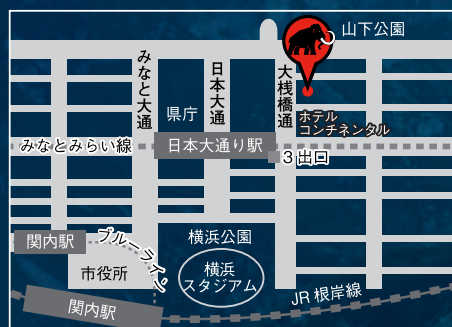 山下公園
みなと大通
日本大通
大桟橋通
県庁
ホテル
コンチネンタル
みなとみらい線
日本大通り駅
3出口
ブルーライン
関内駅
横浜公園
市役所
横浜
スタジアム
JR根岸線
関内駅